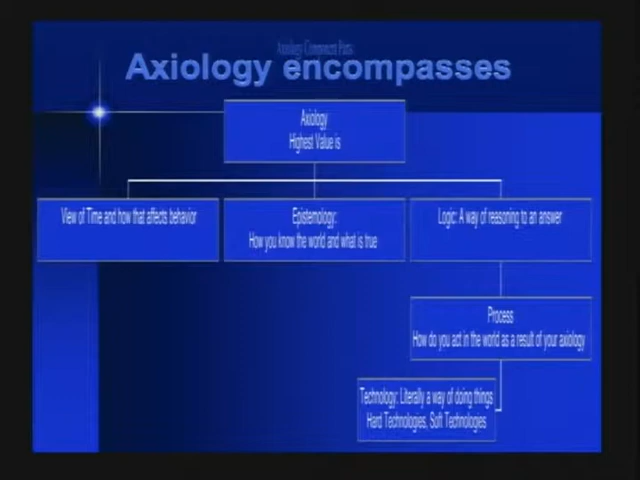 Axiology Component Parts
Axiology encompasses
Axiology
Highest Value is
View of Time and how that affects behavior
Epistemology:
How you know the world and what is true
Logic: A way of reasoning to an answer
Process
How do you act in the world as a result of your axiology
Technology: Literally a way of doing things
Hard Technologies, Soft Technologies